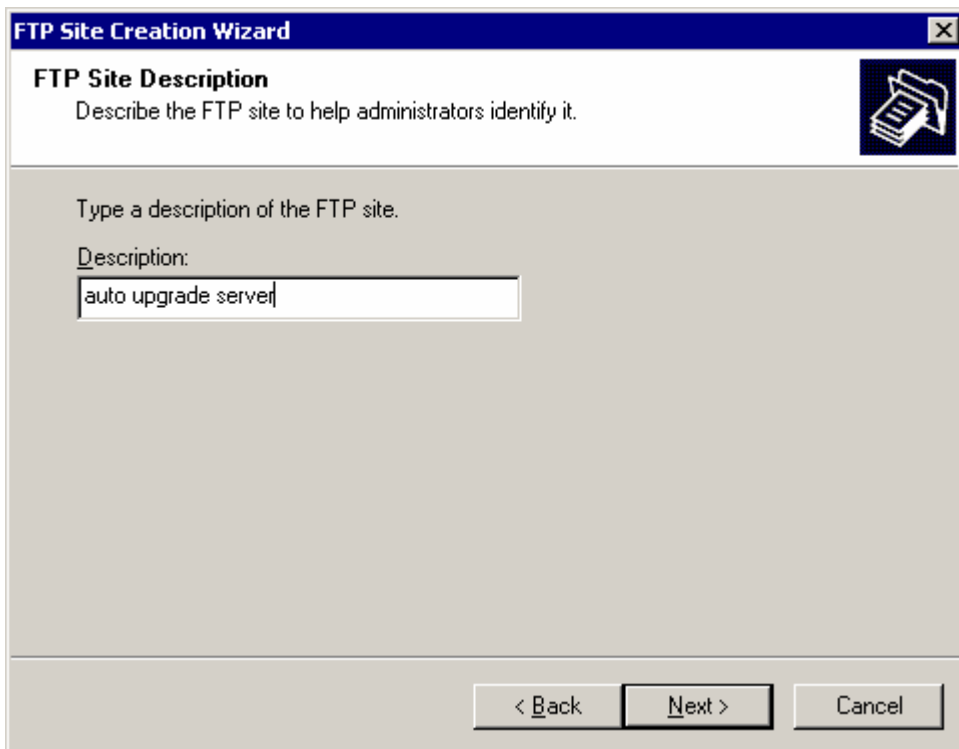 FTP Site Creation Wizard
FTP Site Description
Describe the FTP site to help administrators identify it.
Type a description of the FTP site.
Description:
auto upgrade server
< Back Next > Cancel